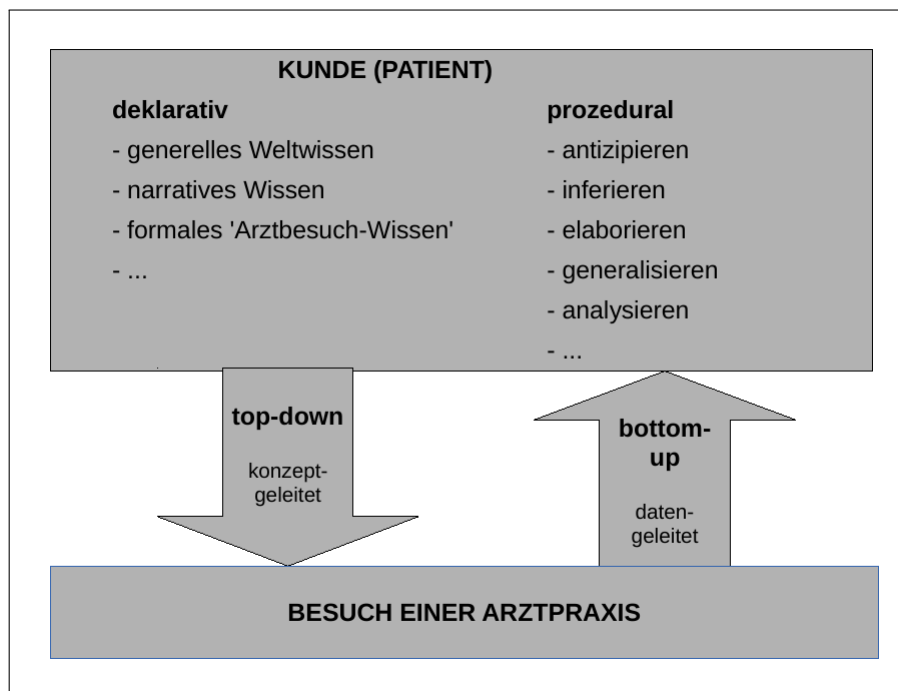 KUNDE (PATIENT)
deklarativ
- generelles Weltwissen
- narratives Wissen
- formales 'Arztbesuch-Wissen'
- ...
prozedural
- antizipieren
- inferieren
- elaborieren
- generalisieren
- analysieren
- ...
top-down
konzept-
geleitet
bottom-
up
daten-
geleitet
BESUCH EINER ARZTPRAXIS